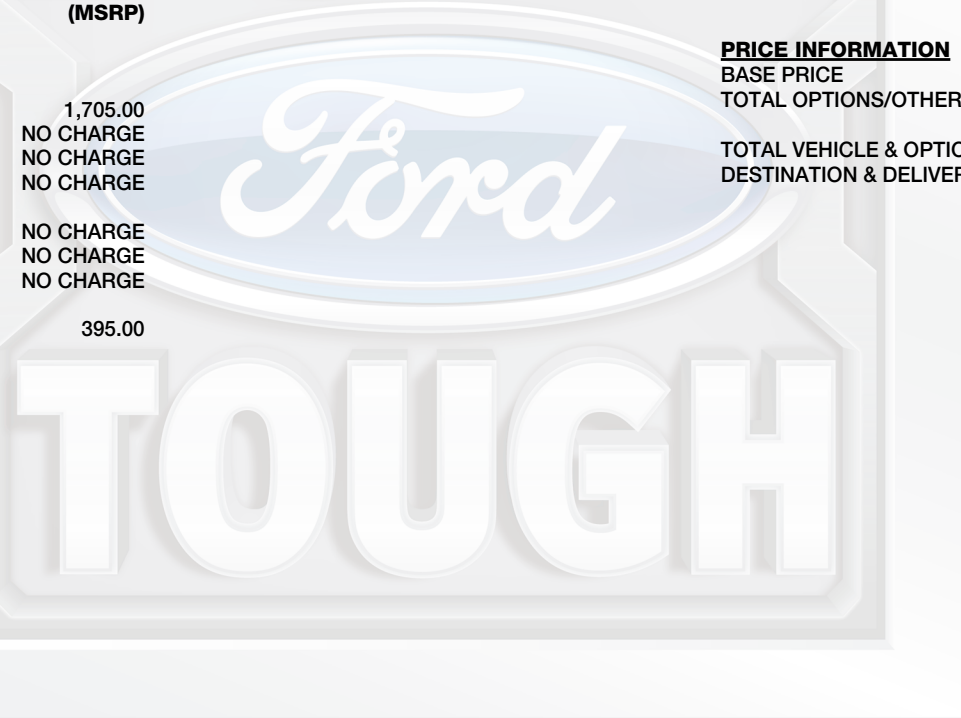 (MSRP)
1,705.00
NO CHARGE
NO CHARGE
NO CHARGE
NO CHARGE
NO CHARGE
NO CHARGE
395.00
PRICE INFORMATION
BASE PRICE
TOTAL OPTIONS/OTHER
TOTAL VEHICLE & OPTIO
DESTINATION & DELIVER
Ford
TOUGH